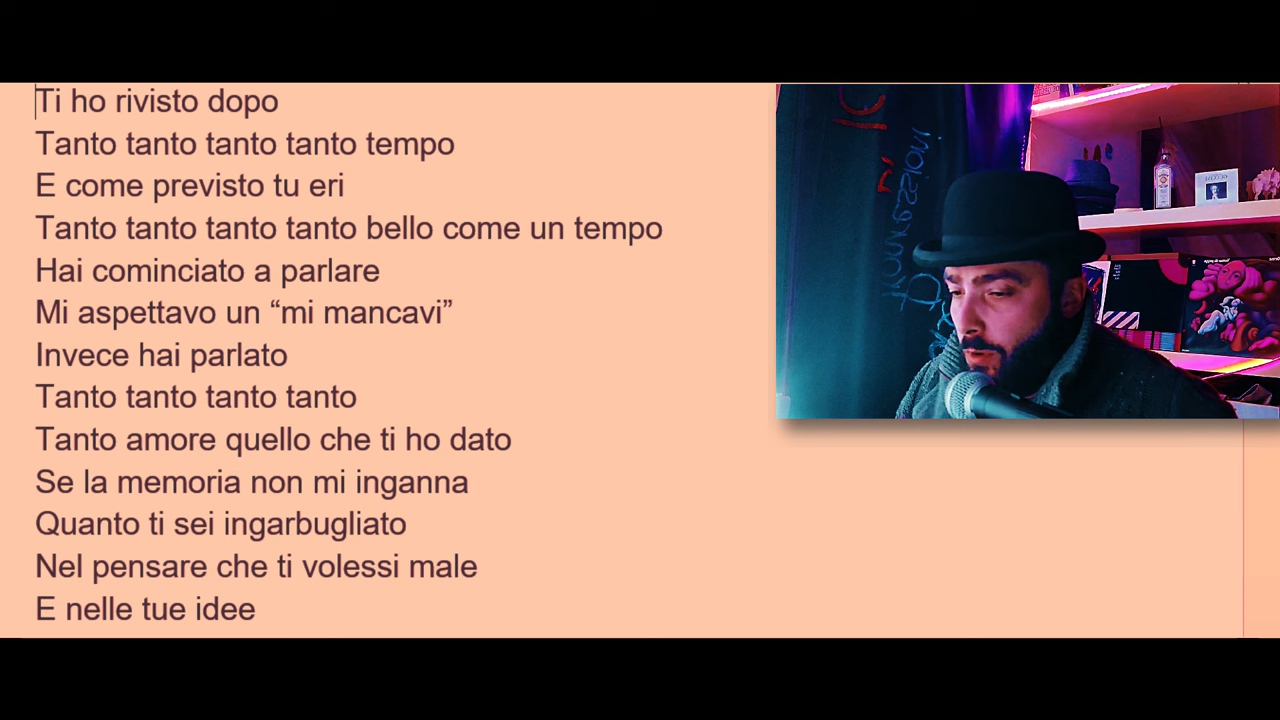 Ti ho rivisto dopo
Tanto tanto tanto tanto tempo
E come previsto tu eri
Tanto tanto tanto tanto bello come un tempo
Hai cominciato a parlare
Mi aspettavo un “mi mancavi”
Invece hai parlato
Tanto tanto tanto tanto
Tanto amore quello che ti ho dato
Se la memoria non mi inganna
Quanto ti sei ingarbugliato
Nel pensare che ti volessi male
E nelle tue idee